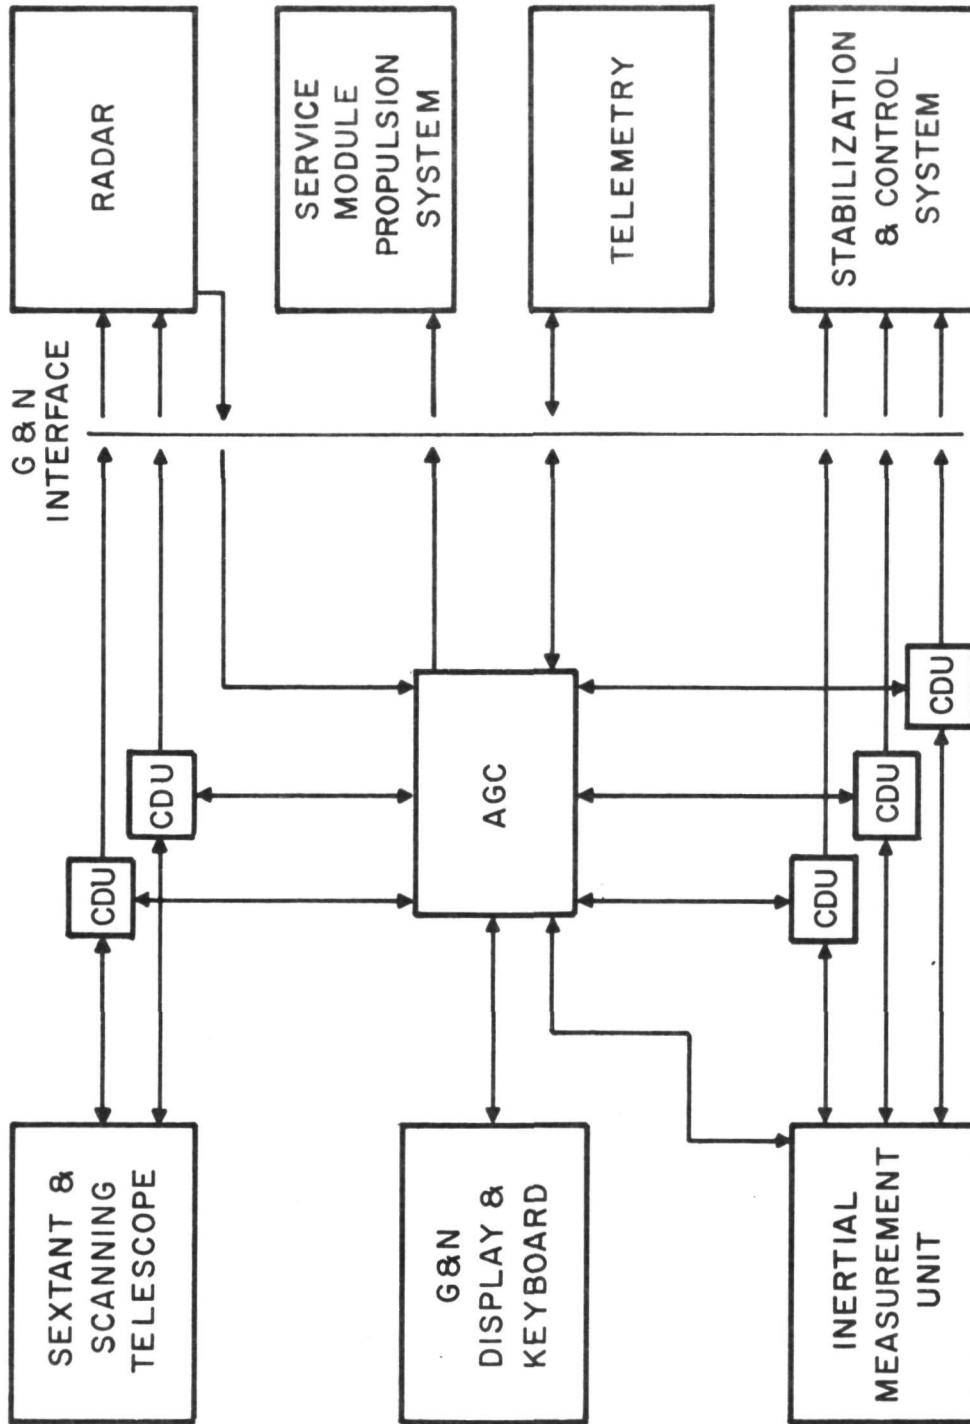 G & N
INTERFACE
SEXTANT &
SCANNING
TELESCOPE
CDU
CDU
RADAR
SERVICE
MODULE
PROPULSION
SYSTEM
G&N
DISPLAY &
KEYBOARD
AGC
TELEMETRY
INERTIAL
MEASUREMENT
UNIT
CDU
CDU
CDU
STABILIZATION
& CONTROL
SYSTEM